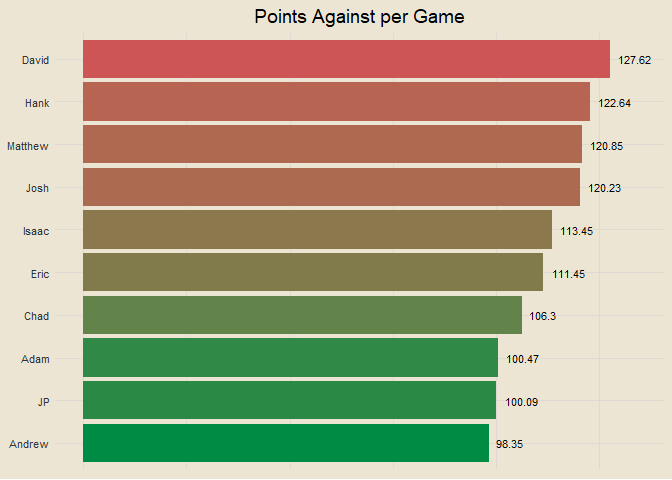 Points Against per Game
David 127.62
Hank 122.64
Matthew 120.85
Josh 120.23
Isaac 113.45
Eric 111.45
Chad 106.3
Adam 100.47
JP 100.09
Andrew 98.35